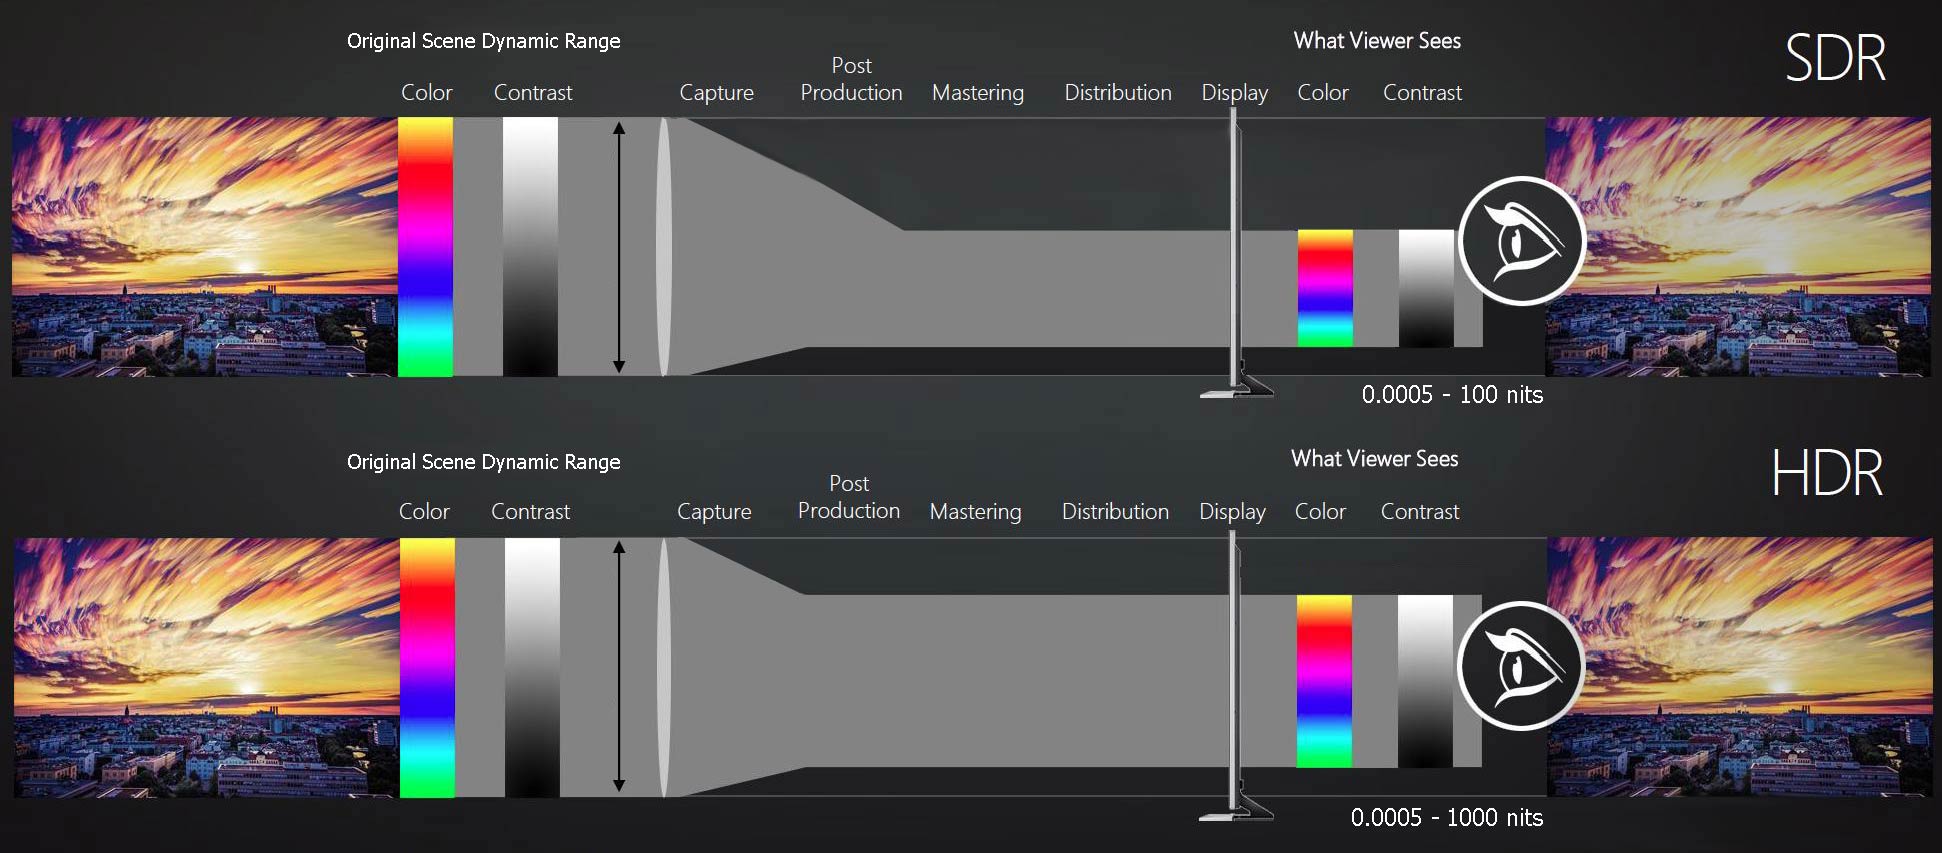 Original Scene Dynamic Range
What Viewer Sees
SDR
Color
Contrast
Capture
Post
Production
Mastering
Distribution
Display
Color
Contrast
0.0005 - 100 nits
Original Scene Dynamic Range
What Viewer Sees
HDR
Color
Contrast
Capture
Post
Production
Mastering
Distribution
Display
Color
Contrast
0.0005 - 1000 nits